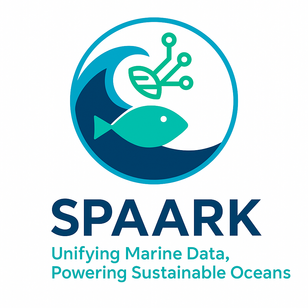 SPAARK
Unifying Marine Data,
Powering Sustainable Oceans